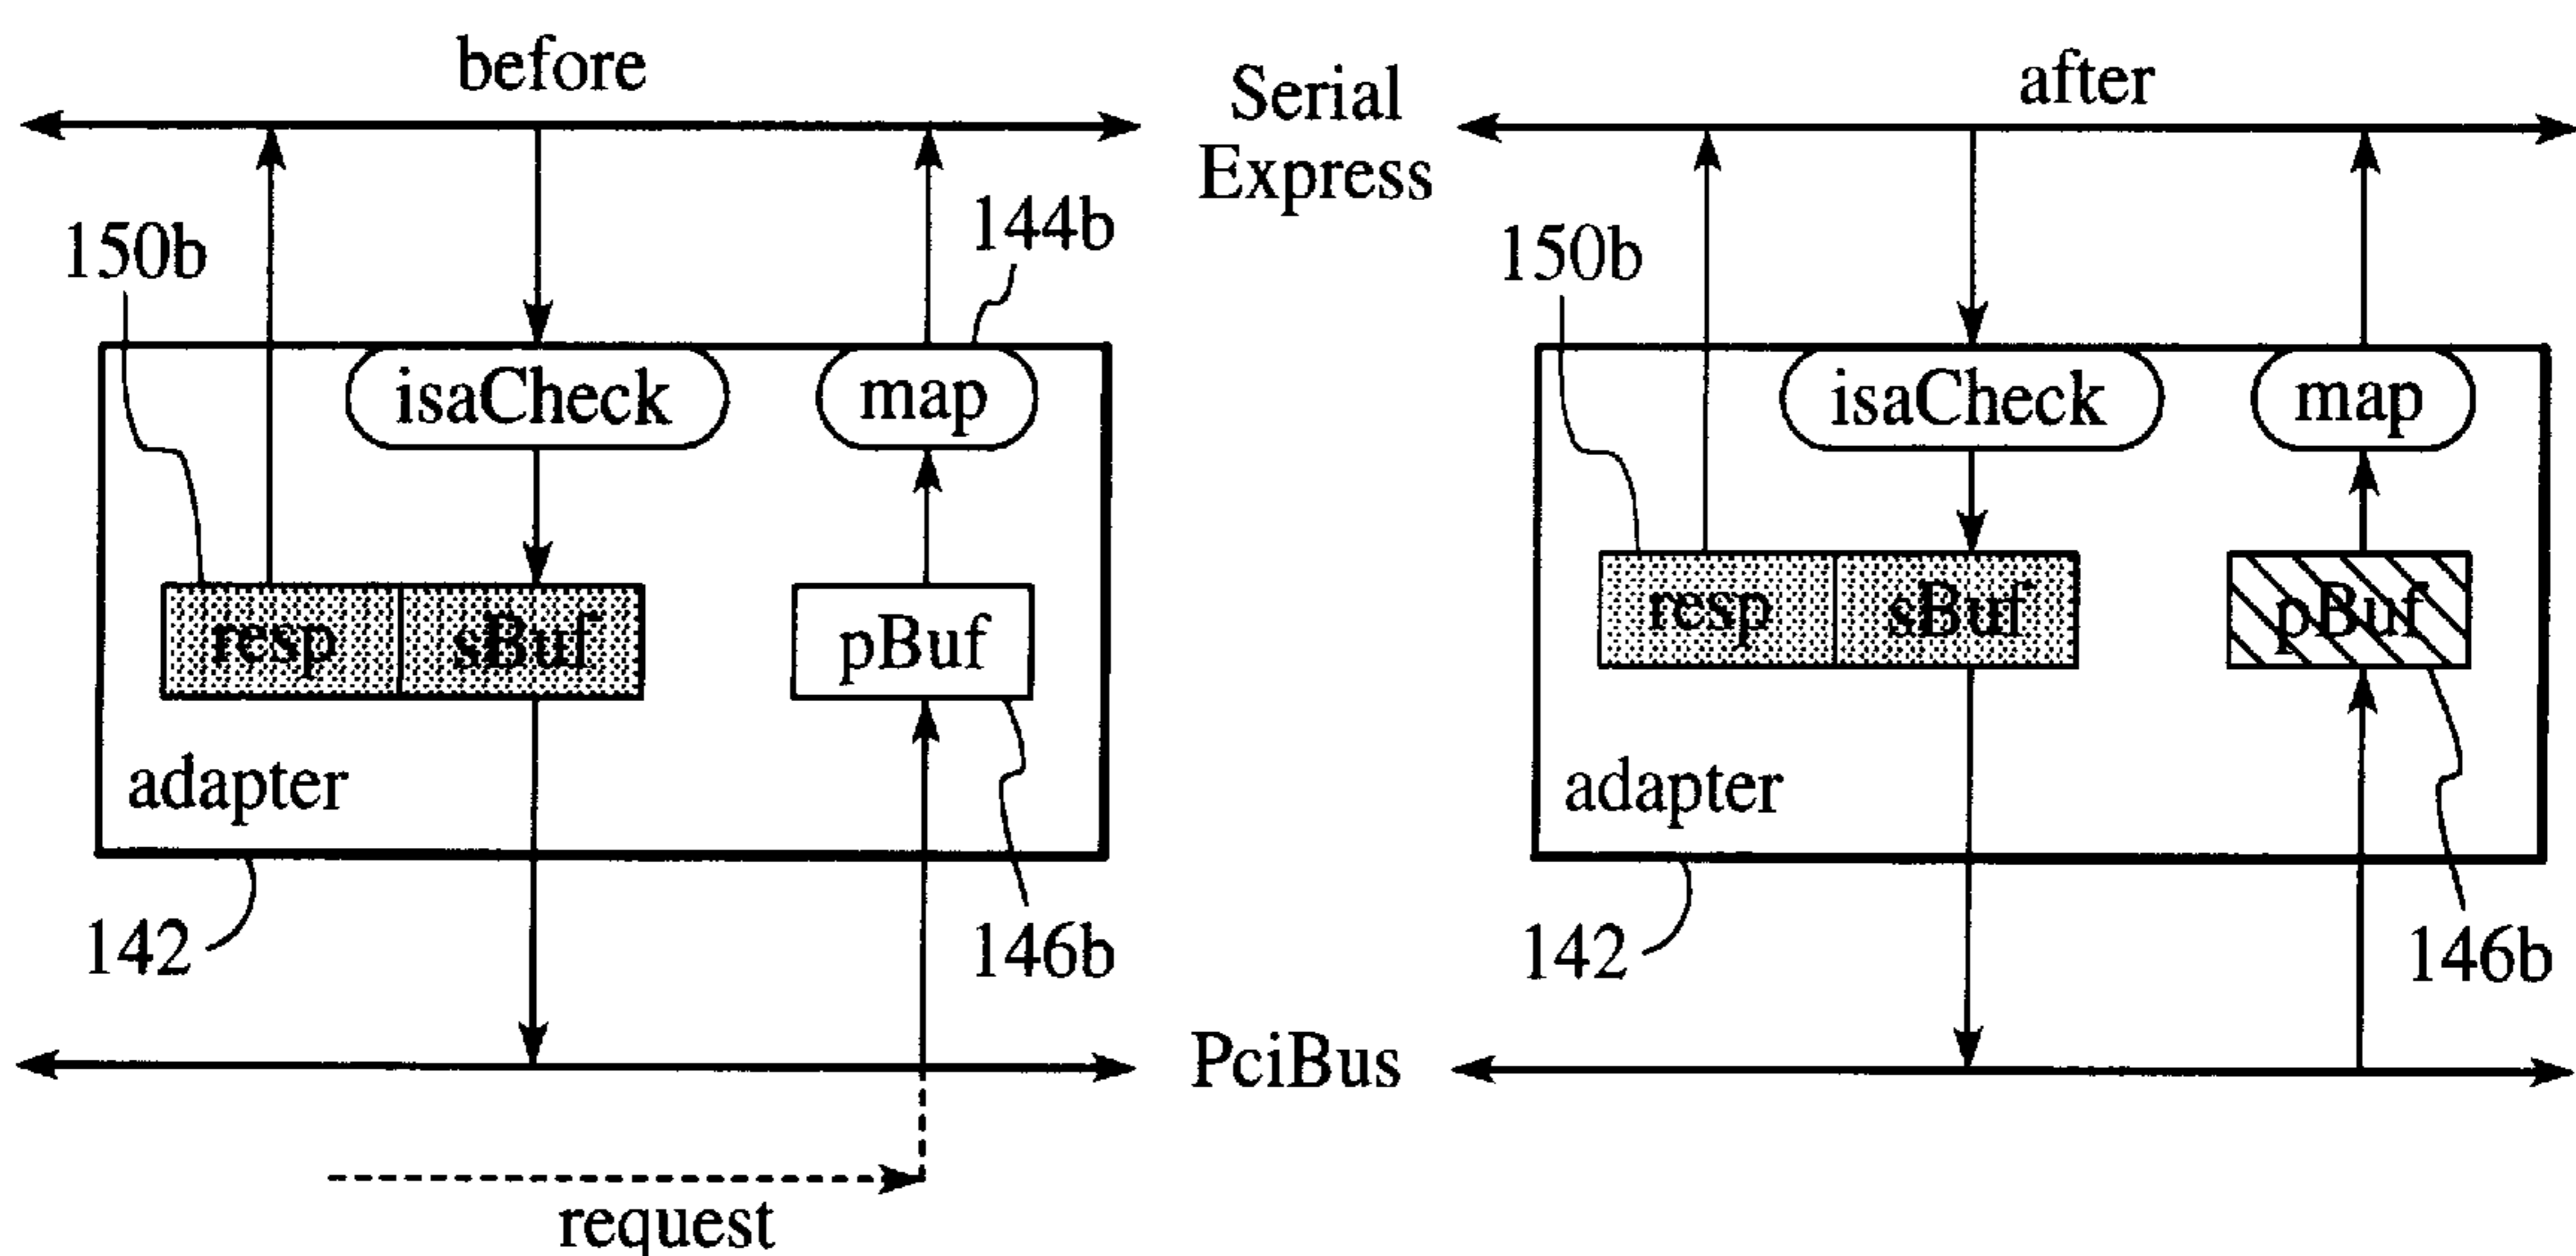 before
Serial
Express
after
150b
144b
150b
isaCheck
map
isaCheck
map
resp
sBuf
pBuf
resp
sBuf
pBuf
adapter
adapter
142
146b
142
146b
PciBus
request